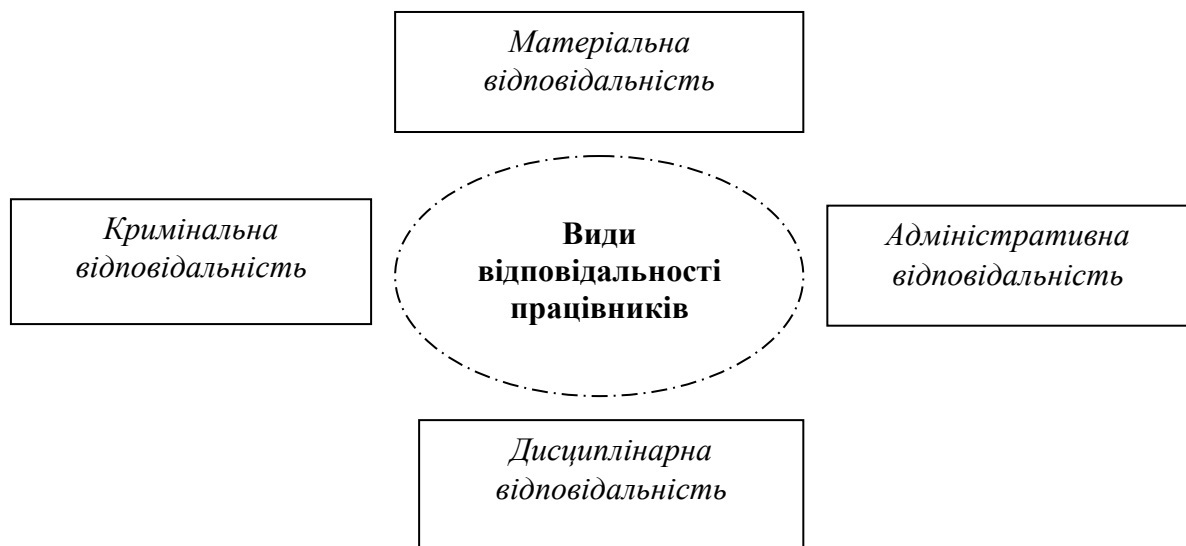 Матеріальна
відповідальність
Кримінальна
відповідальність
Види
відповідальності
працівників
Адміністративна
відповідальність
Дисциплінарна
відповідальність